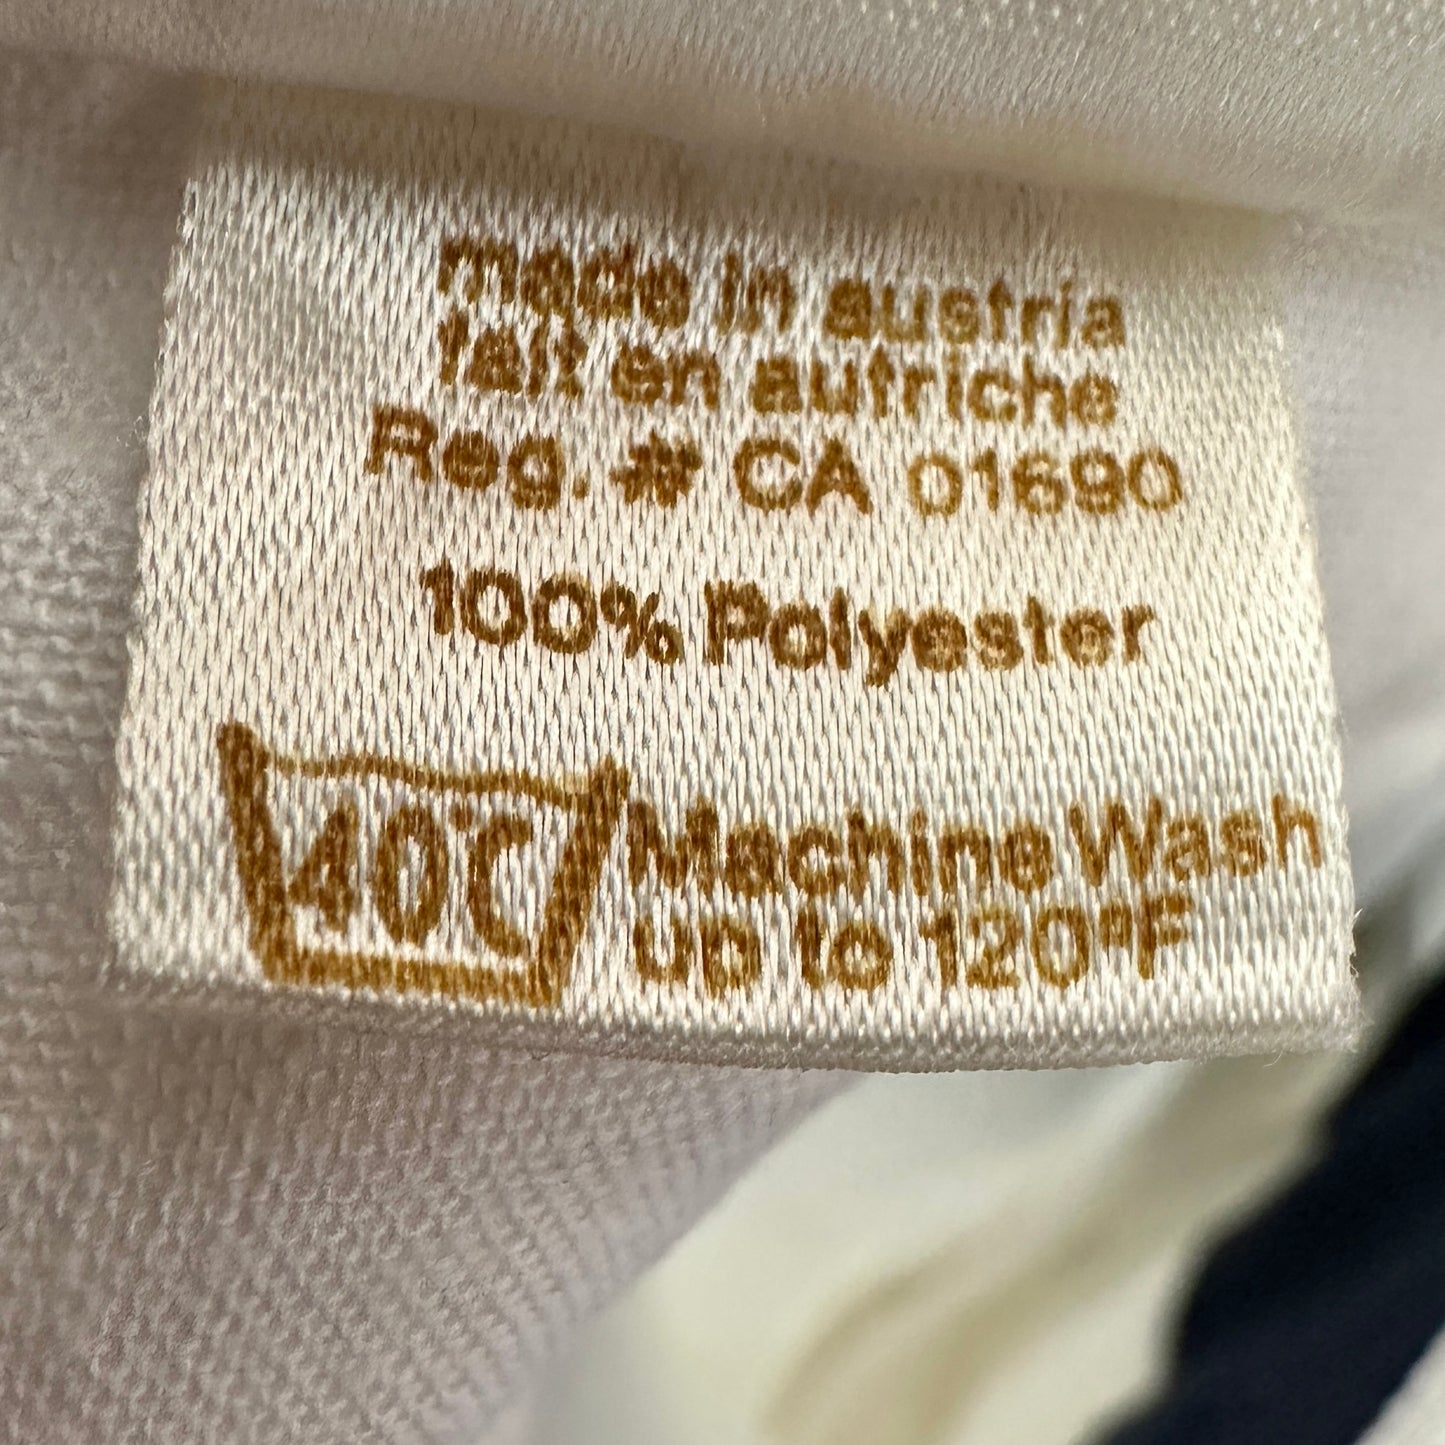 made in austria
fait en autriche
Reg. # CA 01690
100% Polyester
40°C
Machine Wash
up to 120°F